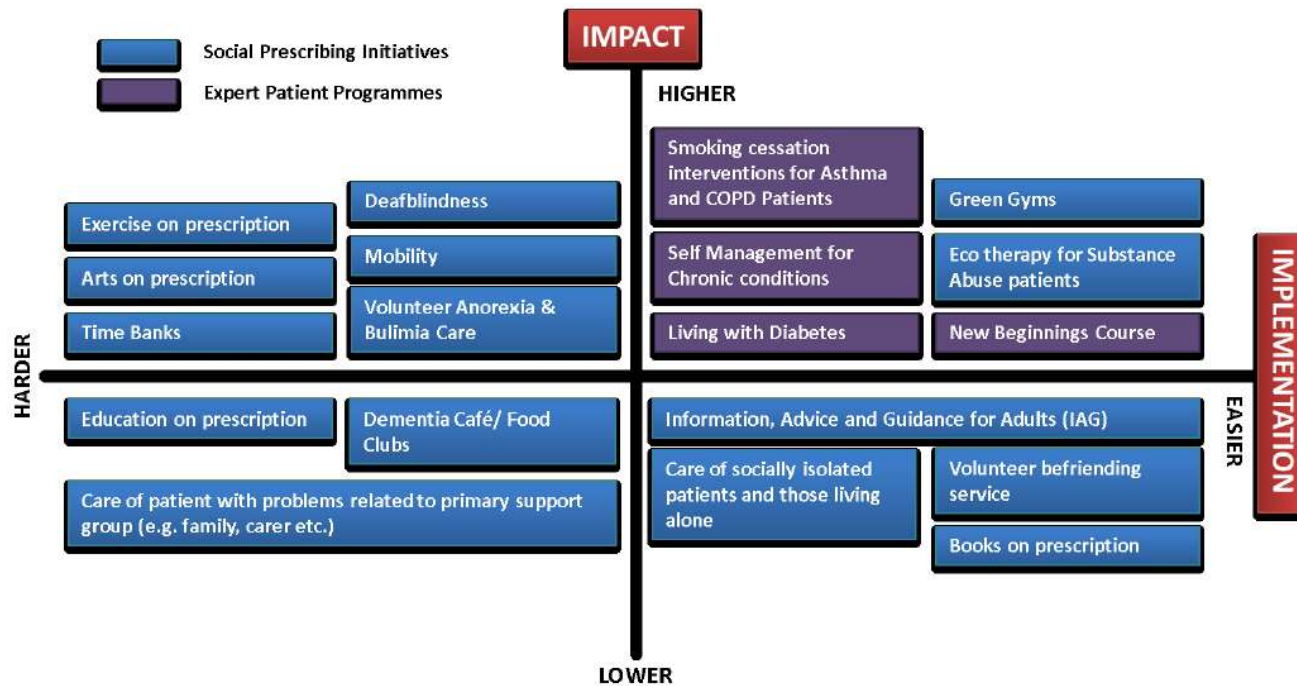 IMPACT
Social Prescribing Initiatives
Expert Patient Programmes
HIGHER
Smoking cessation
interventions for Asthma
and COPD Patients
Deafblindness
Green Gyms
Exercise on prescription
Mobility
Self Management for
Chronic conditions
Eco therapy for Substance
Abuse patients
Arts on prescription
Volunteer Anorexia &
Bulimia Care
Time Banks
Living with Diabetes
New Beginnings Course
HARDER
EASIER
IMPLEMENTATION
Education on prescription
Dementia Café/ Food
Clubs
Information, Advice and Guidance for Adults (IAG)
Care of socially isolated
patients and those living
alone
Volunteer befriending
service
Care of patient with problems related to primary support
group (e.g. family, carer etc.)
Books on prescription
LOWER